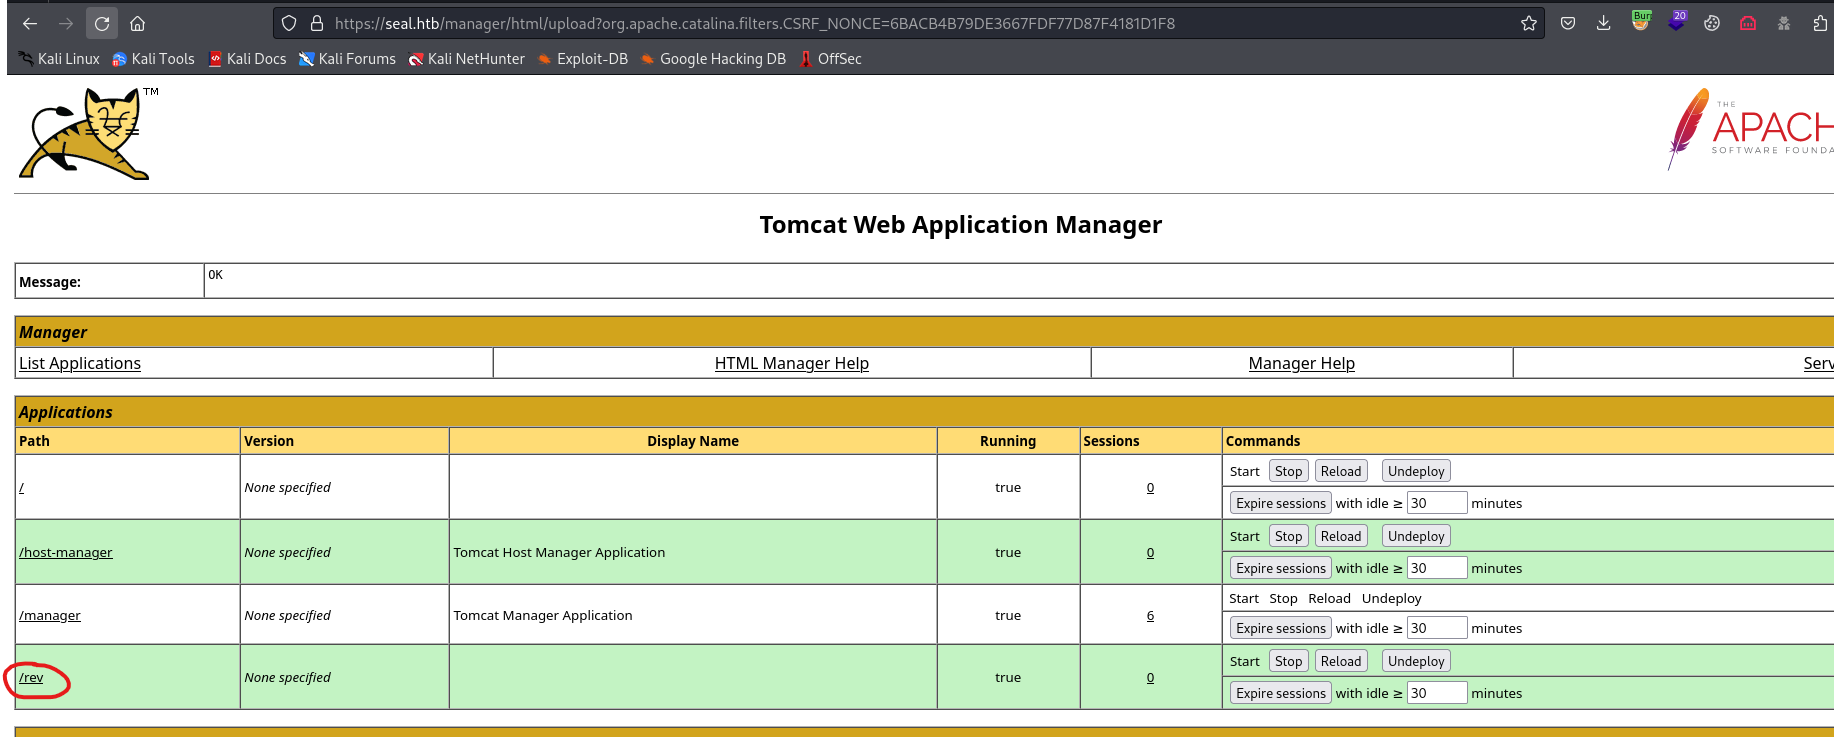 https://seal.htb/manager/html/upload?org.apache.catalina.filters.CSRF_NONCE=6BACB4B79DE3667FDF77D87F4181D1F8
Bur
20
Kali Linux Kali Tools Kali Docs Kali Forums Kali NetHunter Exploit-DB Google Hacking DB OffSec
TM
THE
APACH
SOFTWARE FOUNDA
Tomcat Web Application Manager
Message: OK
Manager
List Applications HTML Manager Help Manager Help Serv
Applications
Path Version Display Name Running Sessions Commands
/ None specified true 0 Start Stop Reload Undeploy
Expire sessions with idle ≥ 30 minutes
/host-manager None specified Tomcat Host Manager Application true 0 Start Stop Reload Undeploy
Expire sessions with idle ≥ 30 minutes
/manager None specified Tomcat Manager Application true 6 Start Stop Reload Undeploy
Expire sessions with idle ≥ 30 minutes
/rev None specified true 0 Start Stop Reload Undeploy
Expire sessions with idle ≥ 30 minutes